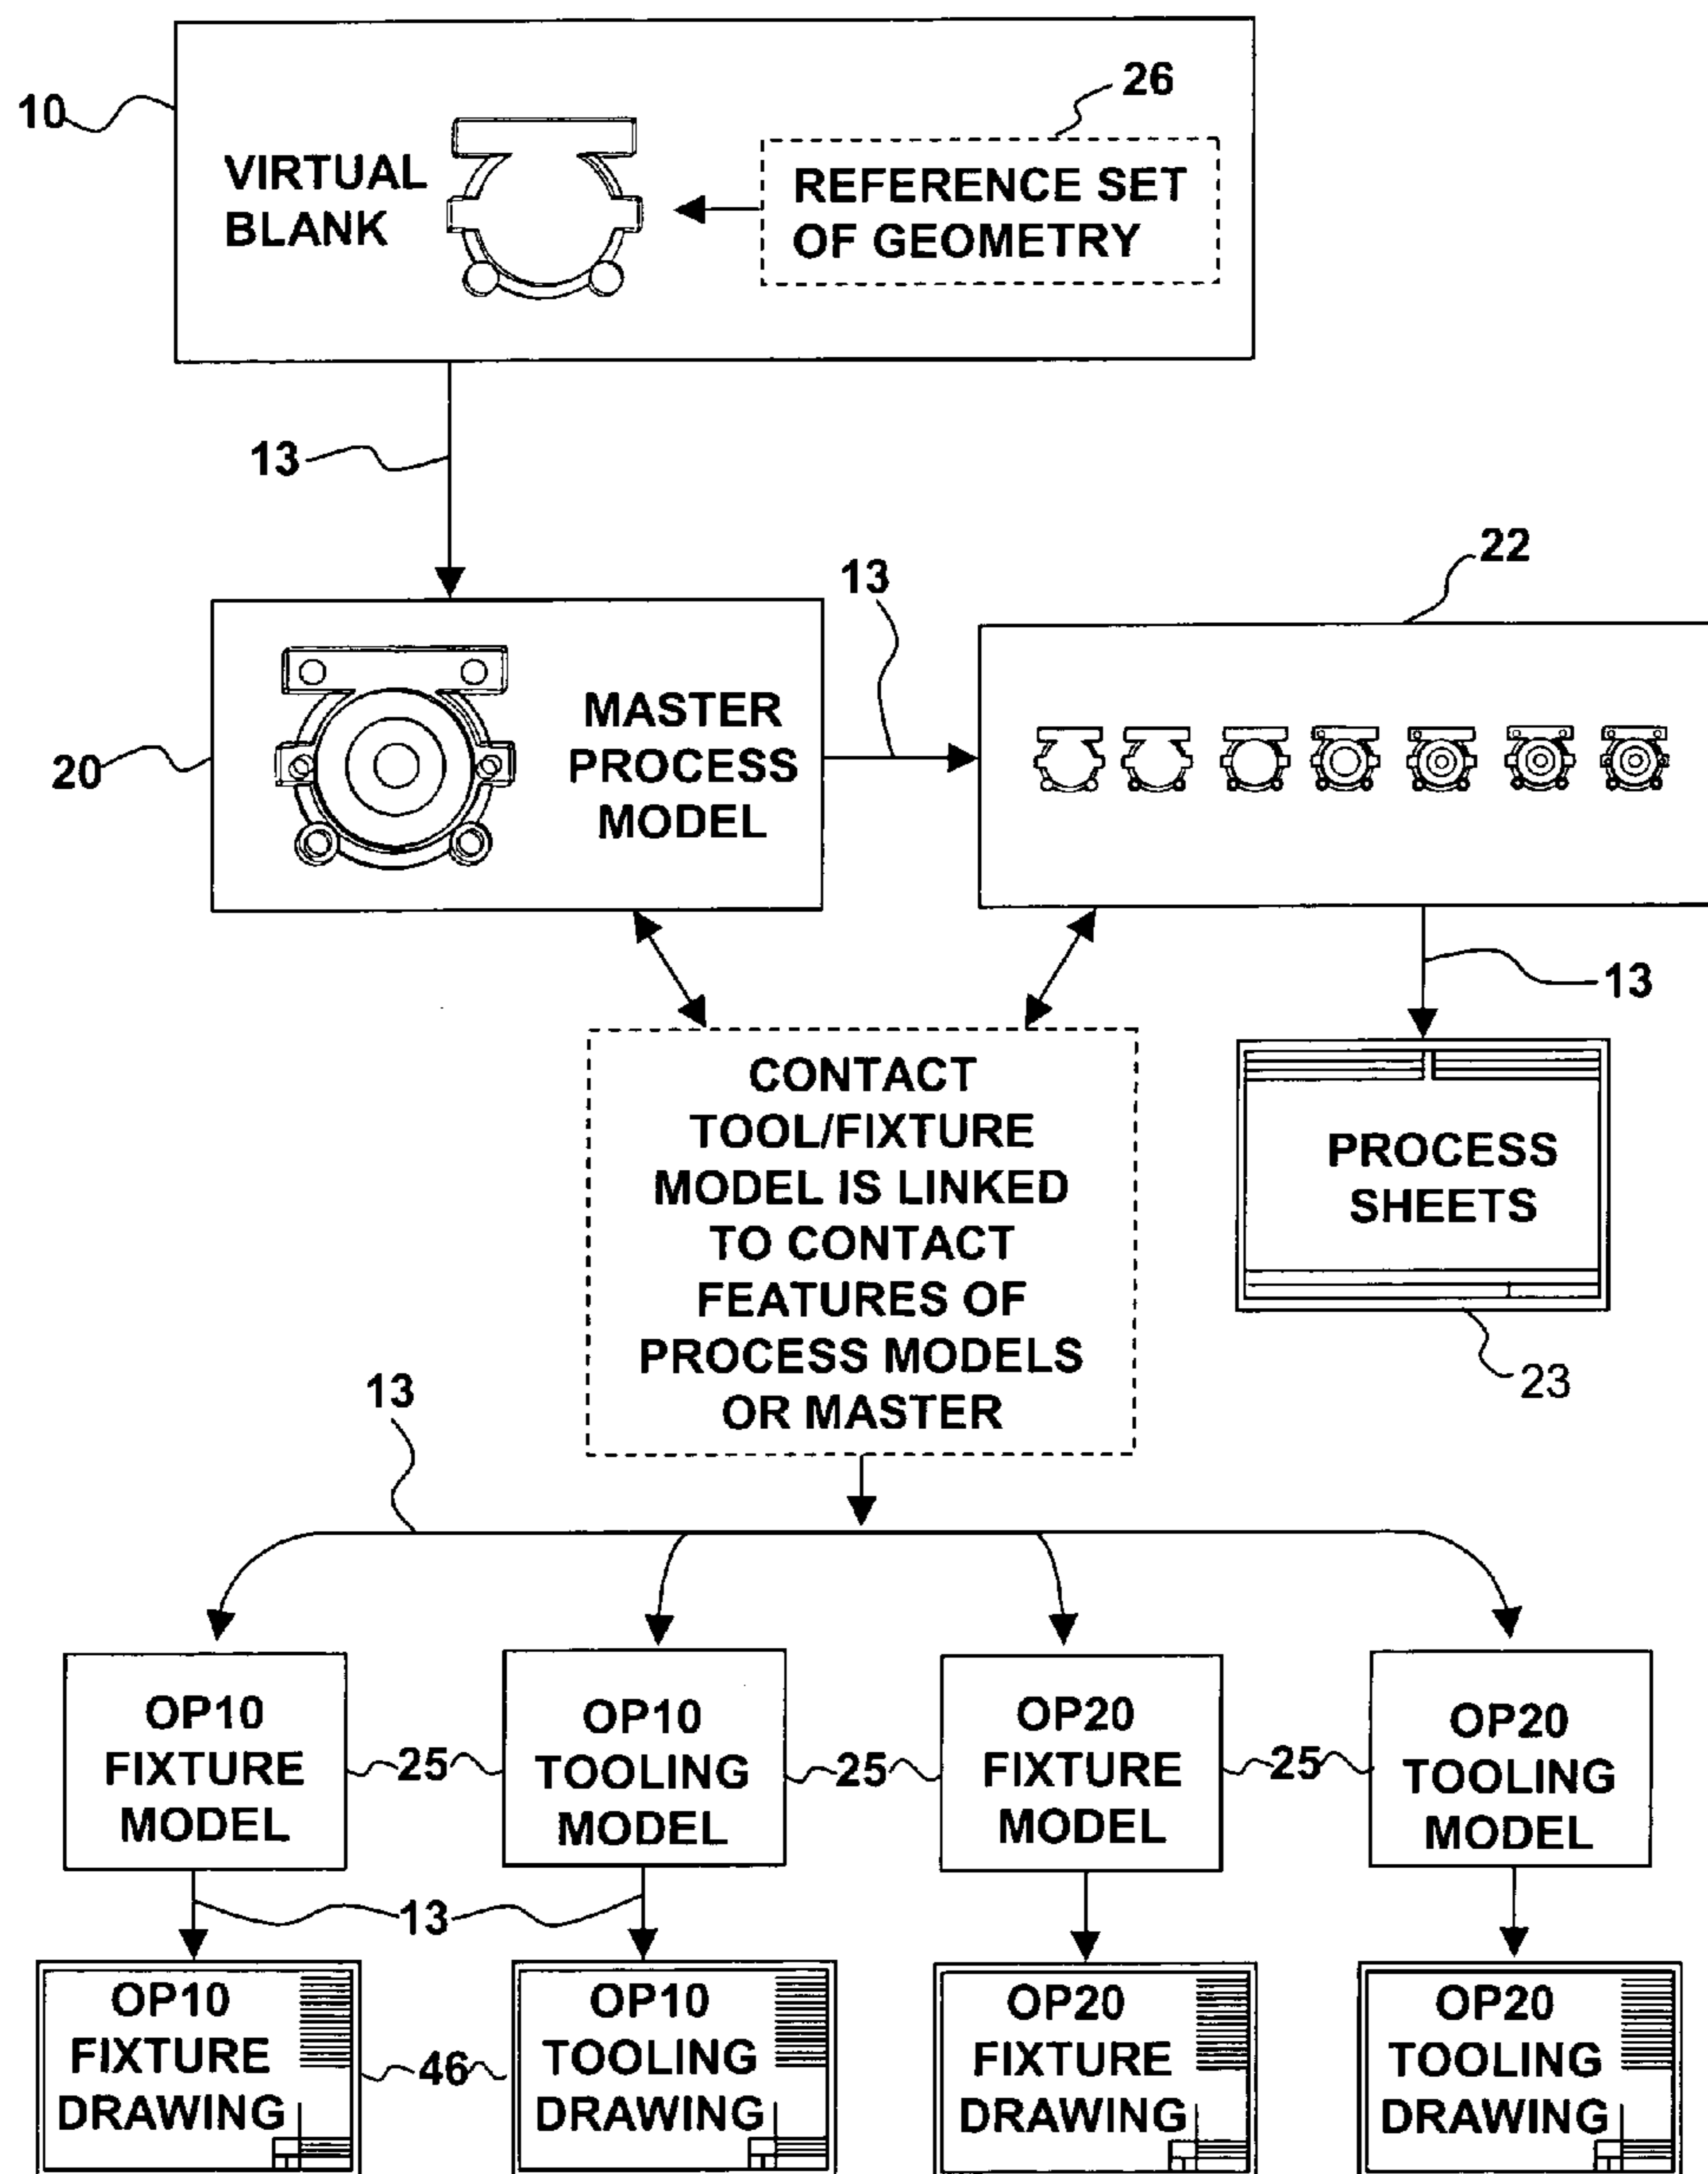 10
26
VIRTUAL
BLANK
REFERENCE SET
OF GEOMETRY
13
13
22
20
MASTER
PROCESS
MODEL
13
CONTACT
TOOL/FIXTURE
MODEL IS LINKED
TO CONTACT
FEATURES OF
PROCESS MODELS
OR MASTER
PROCESS
SHEETS
23
13
OP10
FIXTURE
MODEL
25
OP10
TOOLING
MODEL
25
OP20
FIXTURE
MODEL
25
OP20
TOOLING
MODEL
13
OP10
FIXTURE
DRAWING
46
OP10
TOOLING
DRAWING
OP20
FIXTURE
DRAWING
OP20
TOOLING
DRAWING